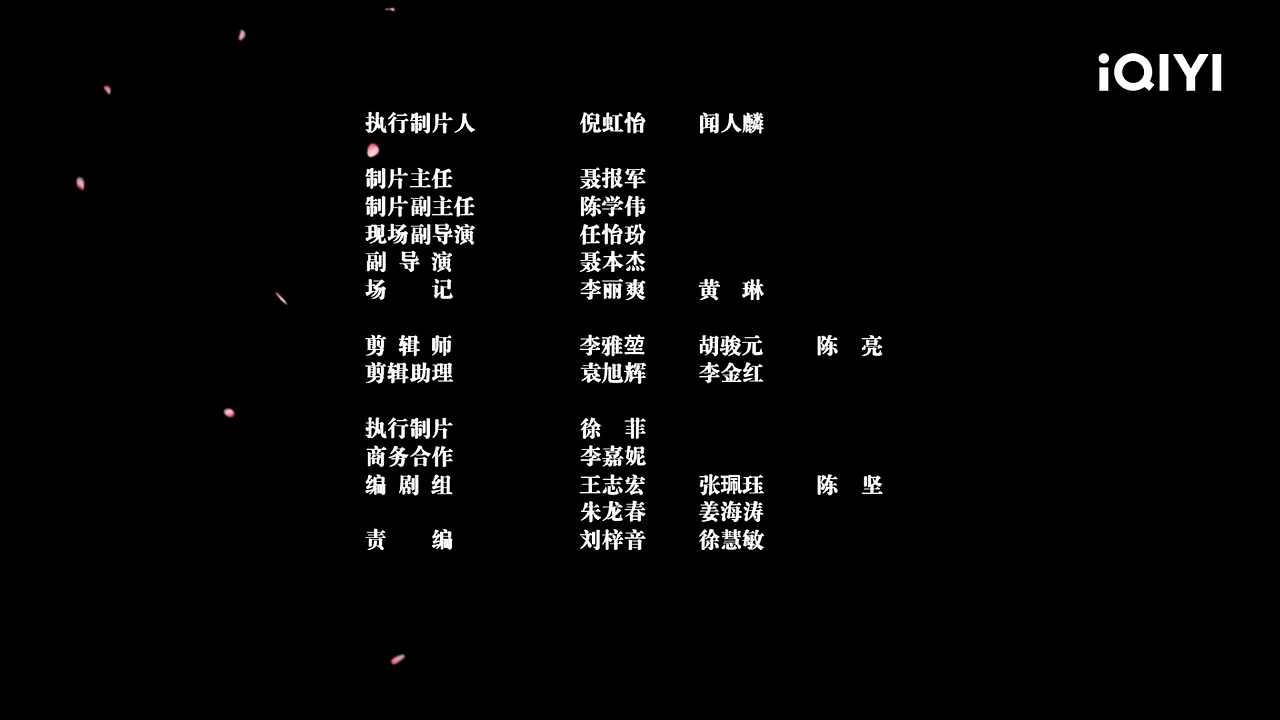 iQIYI
执行制片人 倪虹怡 闻人麟
制片主任 聂报军
制片副主任 陈学伟
现场副导演 任怡玢
副导演 聂本杰
场记 李丽爽 黄琳
剪辑师 李雅堃 胡骏元 陈亮
剪辑助理 袁旭辉 李金红
执行制片 徐菲
商务合作 李嘉妮
编剧组 王志宏 张珮珏 陈坚
朱龙春 姜海涛
责编 刘梓音 徐慧敏